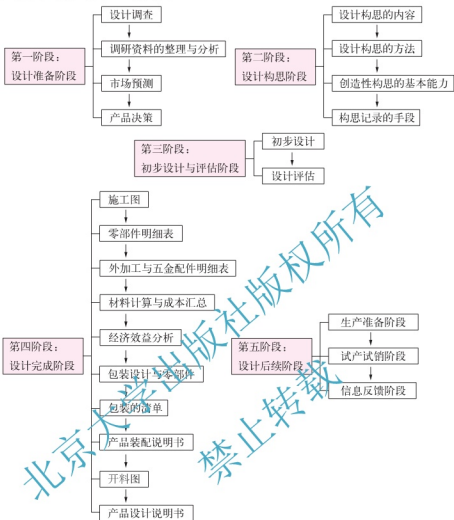 第一阶段：
设计准备阶段
设计调查
调研资料的整理与分析
市场预测
产品决策
第二阶段：
设计构思阶段
设计构思的内容
设计构思的方法
创造性构思的基本能力
构思记录的手段
第三阶段：
初步设计与评估阶段
初步设计
设计评估
第四阶段：
设计完成阶段
施工图
零部件明细表
外加工与五金配件明细表
材料计算与成本汇总
经济效益分析
包装设计与零部件
包装的清单
产品装配说明书
开料图
产品设计说明书
第五阶段：
设计后续阶段
生产准备阶段
试产试销阶段
信息反馈阶段
北京大学出版社版权所有
禁止转载